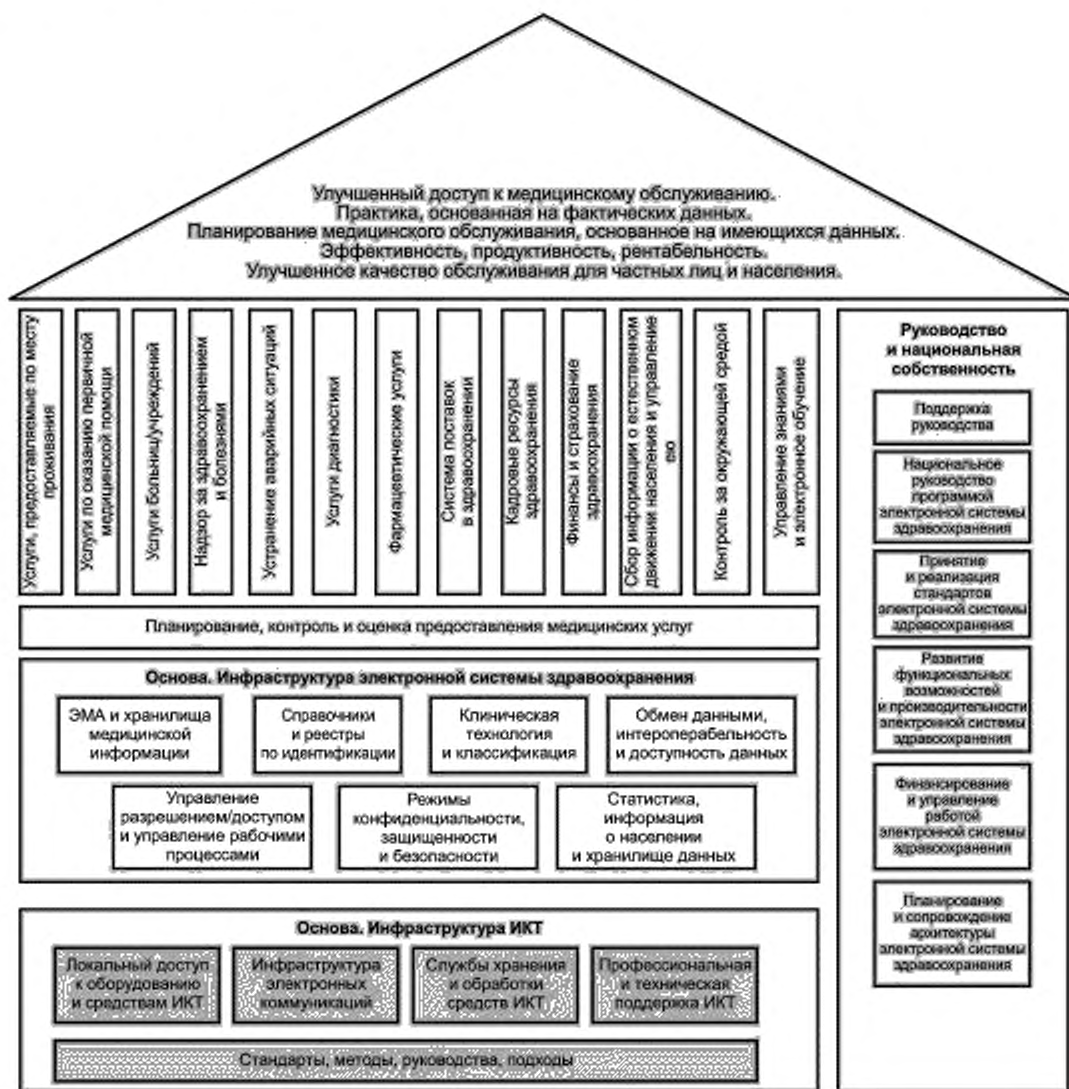 Улучшенный доступ к медицинскому обслуживанию.
Практика, основанная на фактических данных.
Планирование медицинского обслуживания, основанное на имеющихся данных.
Эффективность, продуктивность, рентабельность.
Улучшенное качество обслуживания для частных лиц и населения.
Услуги, предоставляемые по месту
проживания
Услуги по оказанию первичной
медицинской помощи
Услуги больниц/учреждений
Надзор за здравоохранением
и болезнями
Устранение аварийных ситуаций
Услуги диагностики
Фармацевтические услуги
Система поставок
в здравоохранении
Кадровые ресурсы
здравоохранения
Финансы и страхование
здравоохранения
Сбор информации о естественном
движении населения и управление
ею
Контроль за окружающей средой
Управление знаниями
и электронное обучение
Планирование, контроль и оценка предоставления медицинских услуг
Основа. Инфраструктура электронной системы здравоохранения
ЭМА и хранилища
медицинской
информации
Справочники
и реестры
по идентификации
Клиническая
технология
и классификация
Обмен данными,
интероперабельность
и доступность данных
Управление
разрешением/доступом
и управление рабочими
процессами
Режимы
конфиденциальности,
защищенности
и безопасности
Статистика,
информация
о населении
и хранилище данных
Основа. Инфраструктура ИКТ
Локальный доступ
к оборудованию
и средствам ИКТ
Инфраструктура
электронных
коммуникаций
Службы хранения
и обработки
средств ИКТ
Профессиональная
и техническая
поддержка ИКТ
Стандарты, методы, руководства, подходы
Руководство
и национальная
собственность
Поддержка
руководства
Национальное
руководство
программой
электронной системы
здравоохранения
Принятие
и реализация
стандартов
электронной системы
здравоохранения
Развитие
функциональных
возможностей
и производительности
электронной системы
здравоохранения
Финансирование
и управление
работой
электронной системы
здравоохранения
Планирование
и сопровождение
архитектуры
электронной системы
здравоохранения